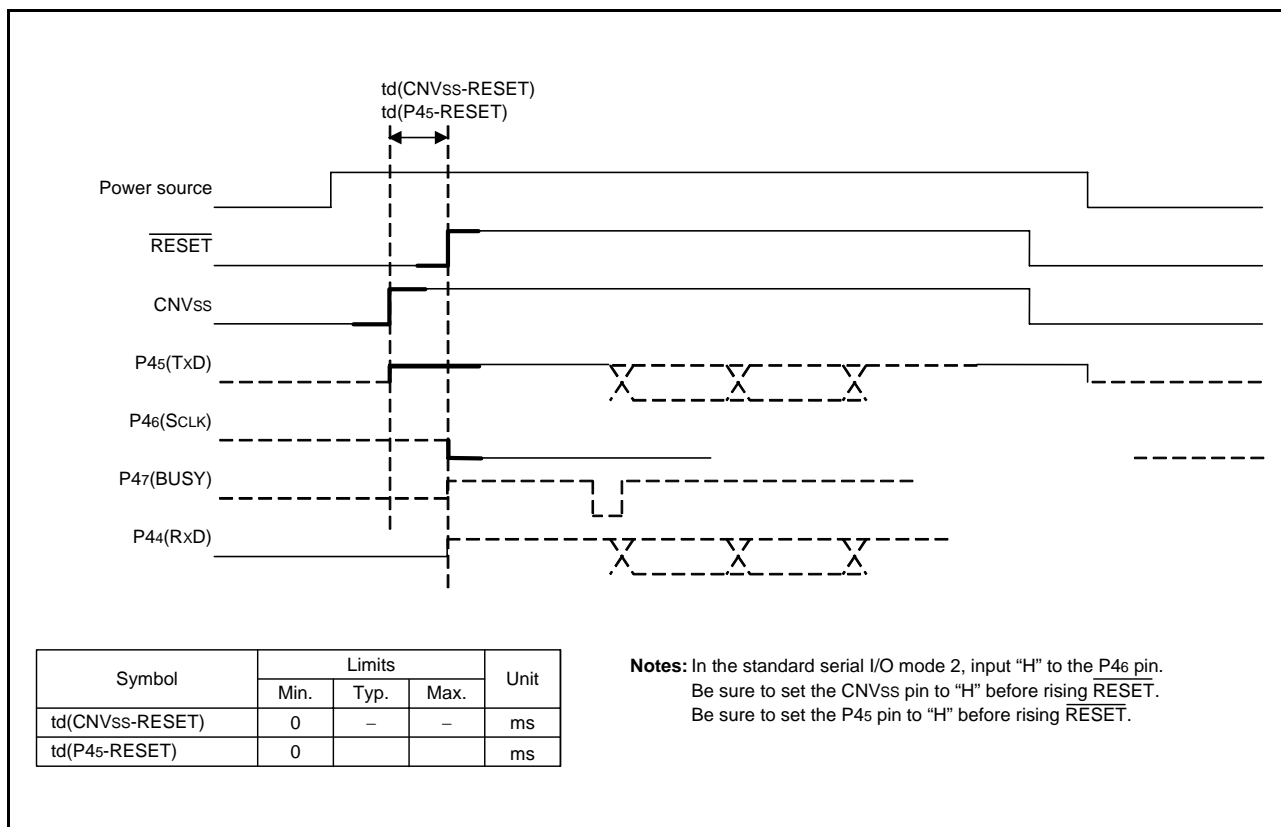 td(CNVss-RESET)
td(P45-RESET)
Power source
RESET
CNVss
P45(TxD)
P46(SCLK)
P47(BUSY)
P44(RxD)
Symbol
Limits
Unit
Min.
Typ.
Max.
td(CNVss-RESET)
0
–
–
ms
td(P45-RESET)
0
ms
Notes: In the standard serial I/O mode 2, input “H” to the P46 pin.
Be sure to set the CNVss pin to “H” before rising RESET.
Be sure to set the P45 pin to “H” before rising RESET.